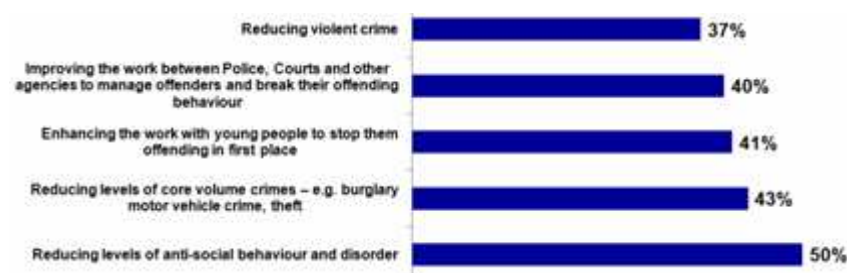 Reducing violent crime
37%
Improving the work between Police, Courts and other
agencies to manage offenders and break their offending
behaviour
40%
Enhancing the work with young people to stop them
offending in first place
41%
Reducing levels of core volume crimes – e.g. burglary
motor vehicle crime, theft
43%
Reducing levels of anti-social behaviour and disorder
50%